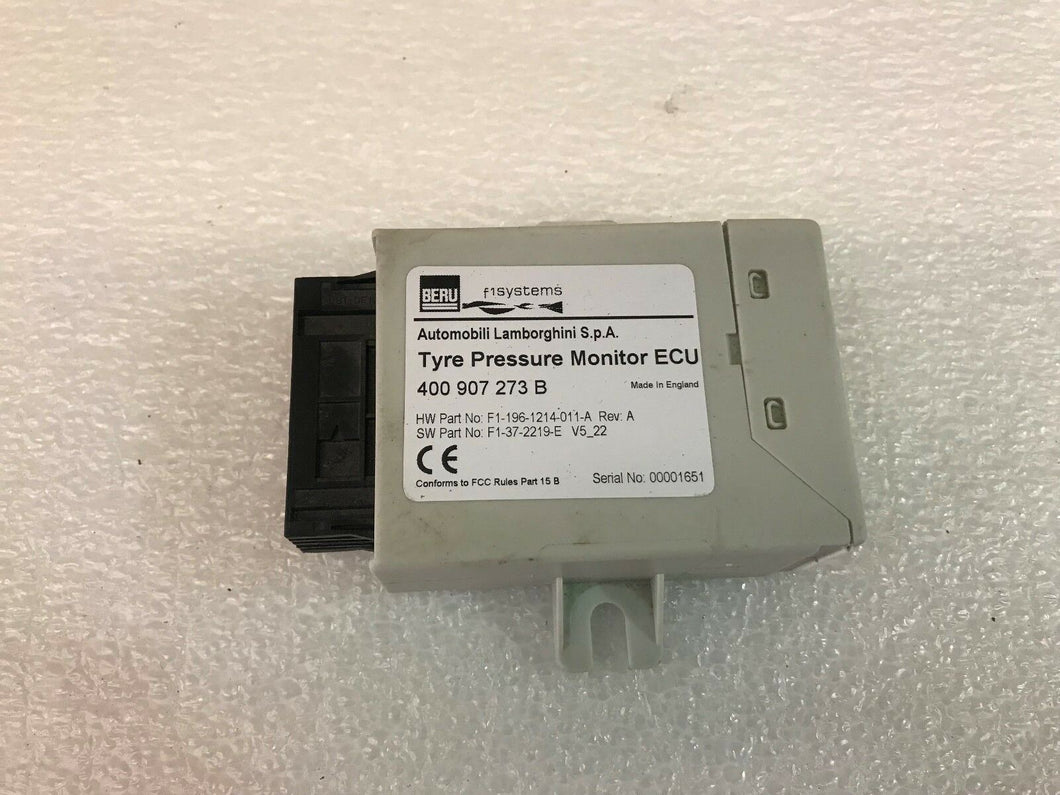 BERU f1systems
Automobili Lamborghini S.p.A.
Tyre Pressure Monitor ECU
400 907 273 B Made In England
HW Part No: F1-196-1214-011-A Rev: A
SW Part No: F1-37-2219-E V5_22
CE
Conforms to FCC Rules Part 15 B Serial No: 00001651